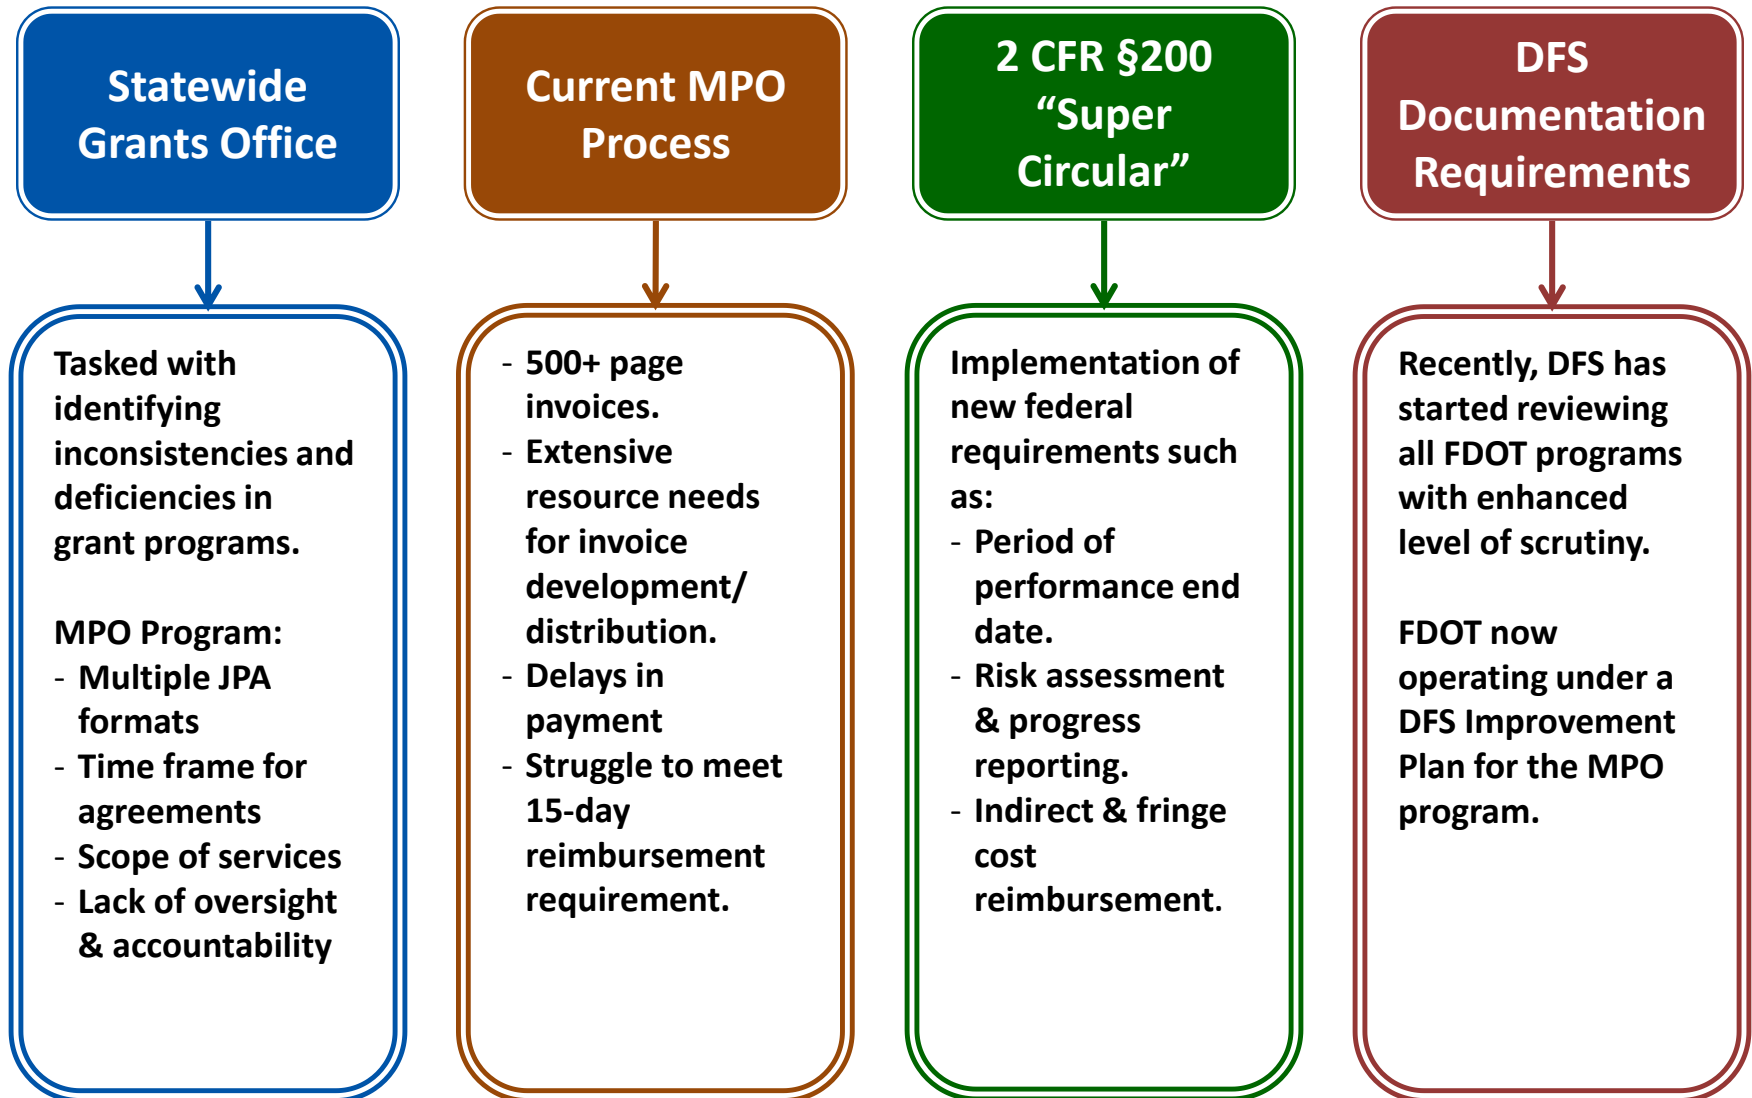 Statewide
Grants Office
Tasked with
identifying
inconsistencies and
deficiencies in
grant programs.
MPO Program:
- Multiple JPA
formats
- Time frame for
agreements
- Scope of services
- Lack of oversight
& accountability
Current MPO
Process
- 500+ page
invoices.
- Extensive
resource needs
for invoice
development/
distribution.
- Delays in
payment
- Struggle to meet
15-day
reimbursement
requirement.
2 CFR §200
“Super
Circular”
Implementation of
new federal
requirements such
as:
- Period of
performance end
date.
- Risk assessment
& progress
reporting.
- Indirect & fringe
cost
reimbursement.
DFS
Documentation
Requirements
Recently, DFS has
started reviewing
all FDOT programs
with enhanced
level of scrutiny.
FDOT now
operating under a
DFS Improvement
Plan for the MPO
program.